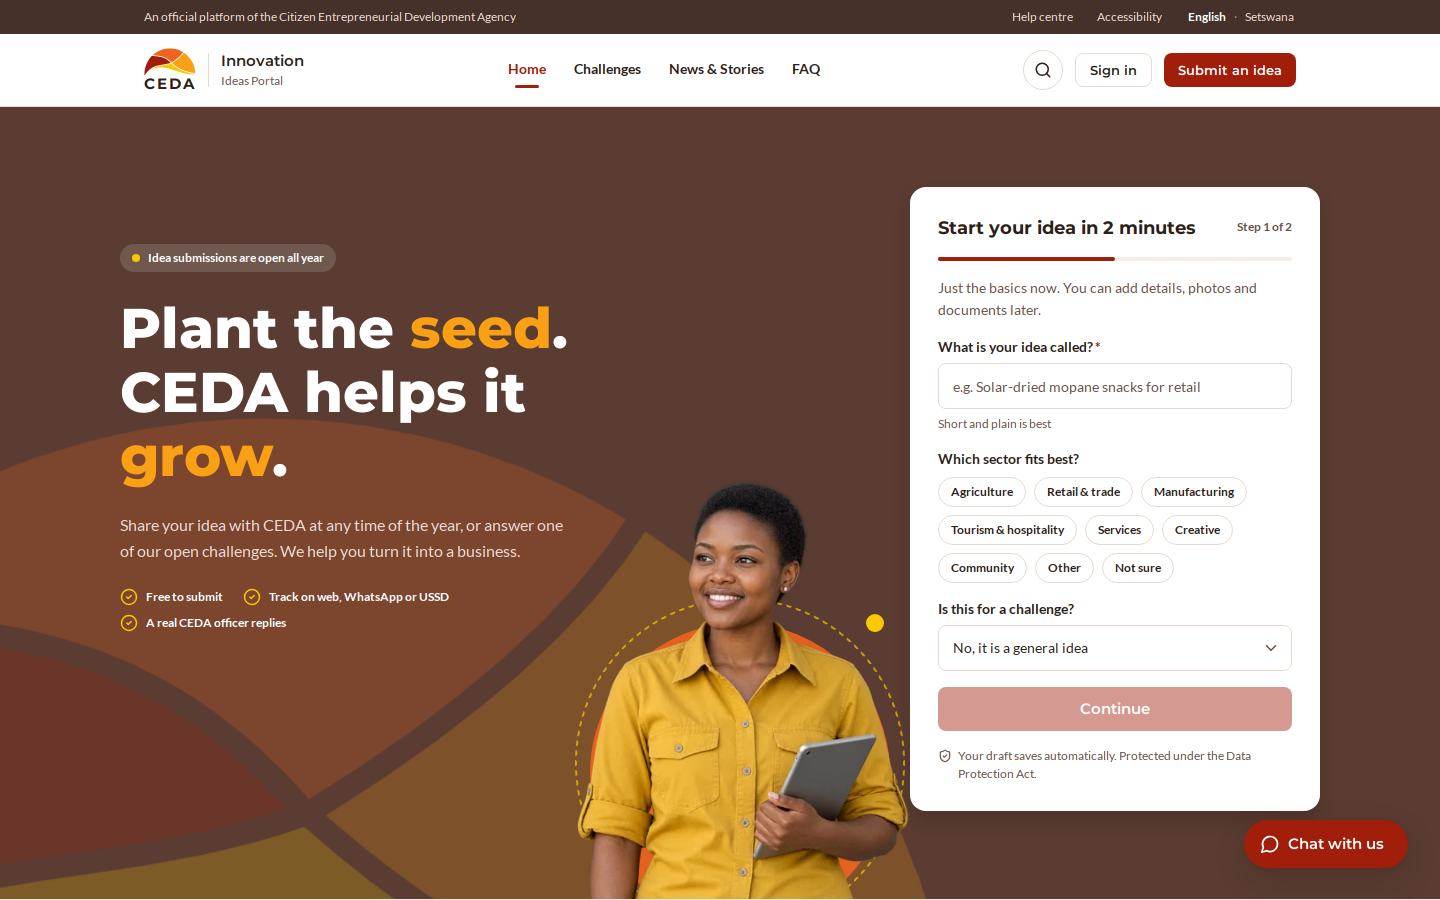 An official platform of the Citizen Entrepreneurial Development Agency
Help centre
Accessibility
English · Setswana
CEDA
Innovation
Ideas Portal
Home
Challenges
News & Stories
FAQ
Sign in
Submit an idea
Idea submissions are open all year
Plant the seed.
CEDA helps it
grow.
Share your idea with CEDA at any time of the year, or answer one
of our open challenges. We help you turn it into a business.
Free to submit
Track on web, WhatsApp or USSD
A real CEDA officer replies
Start your idea in 2 minutes
Step 1 of 2
Just the basics now. You can add details, photos and
documents later.
What is your idea called? *
e.g. Solar-dried mopane snacks for retail
Short and plain is best
Which sector fits best?
Agriculture
Retail & trade
Manufacturing
Tourism & hospitality
Services
Creative
Community
Other
Not sure
Is this for a challenge?
No, it is a general idea
Continue
Your draft saves automatically. Protected under the Data
Protection Act.
Chat with us